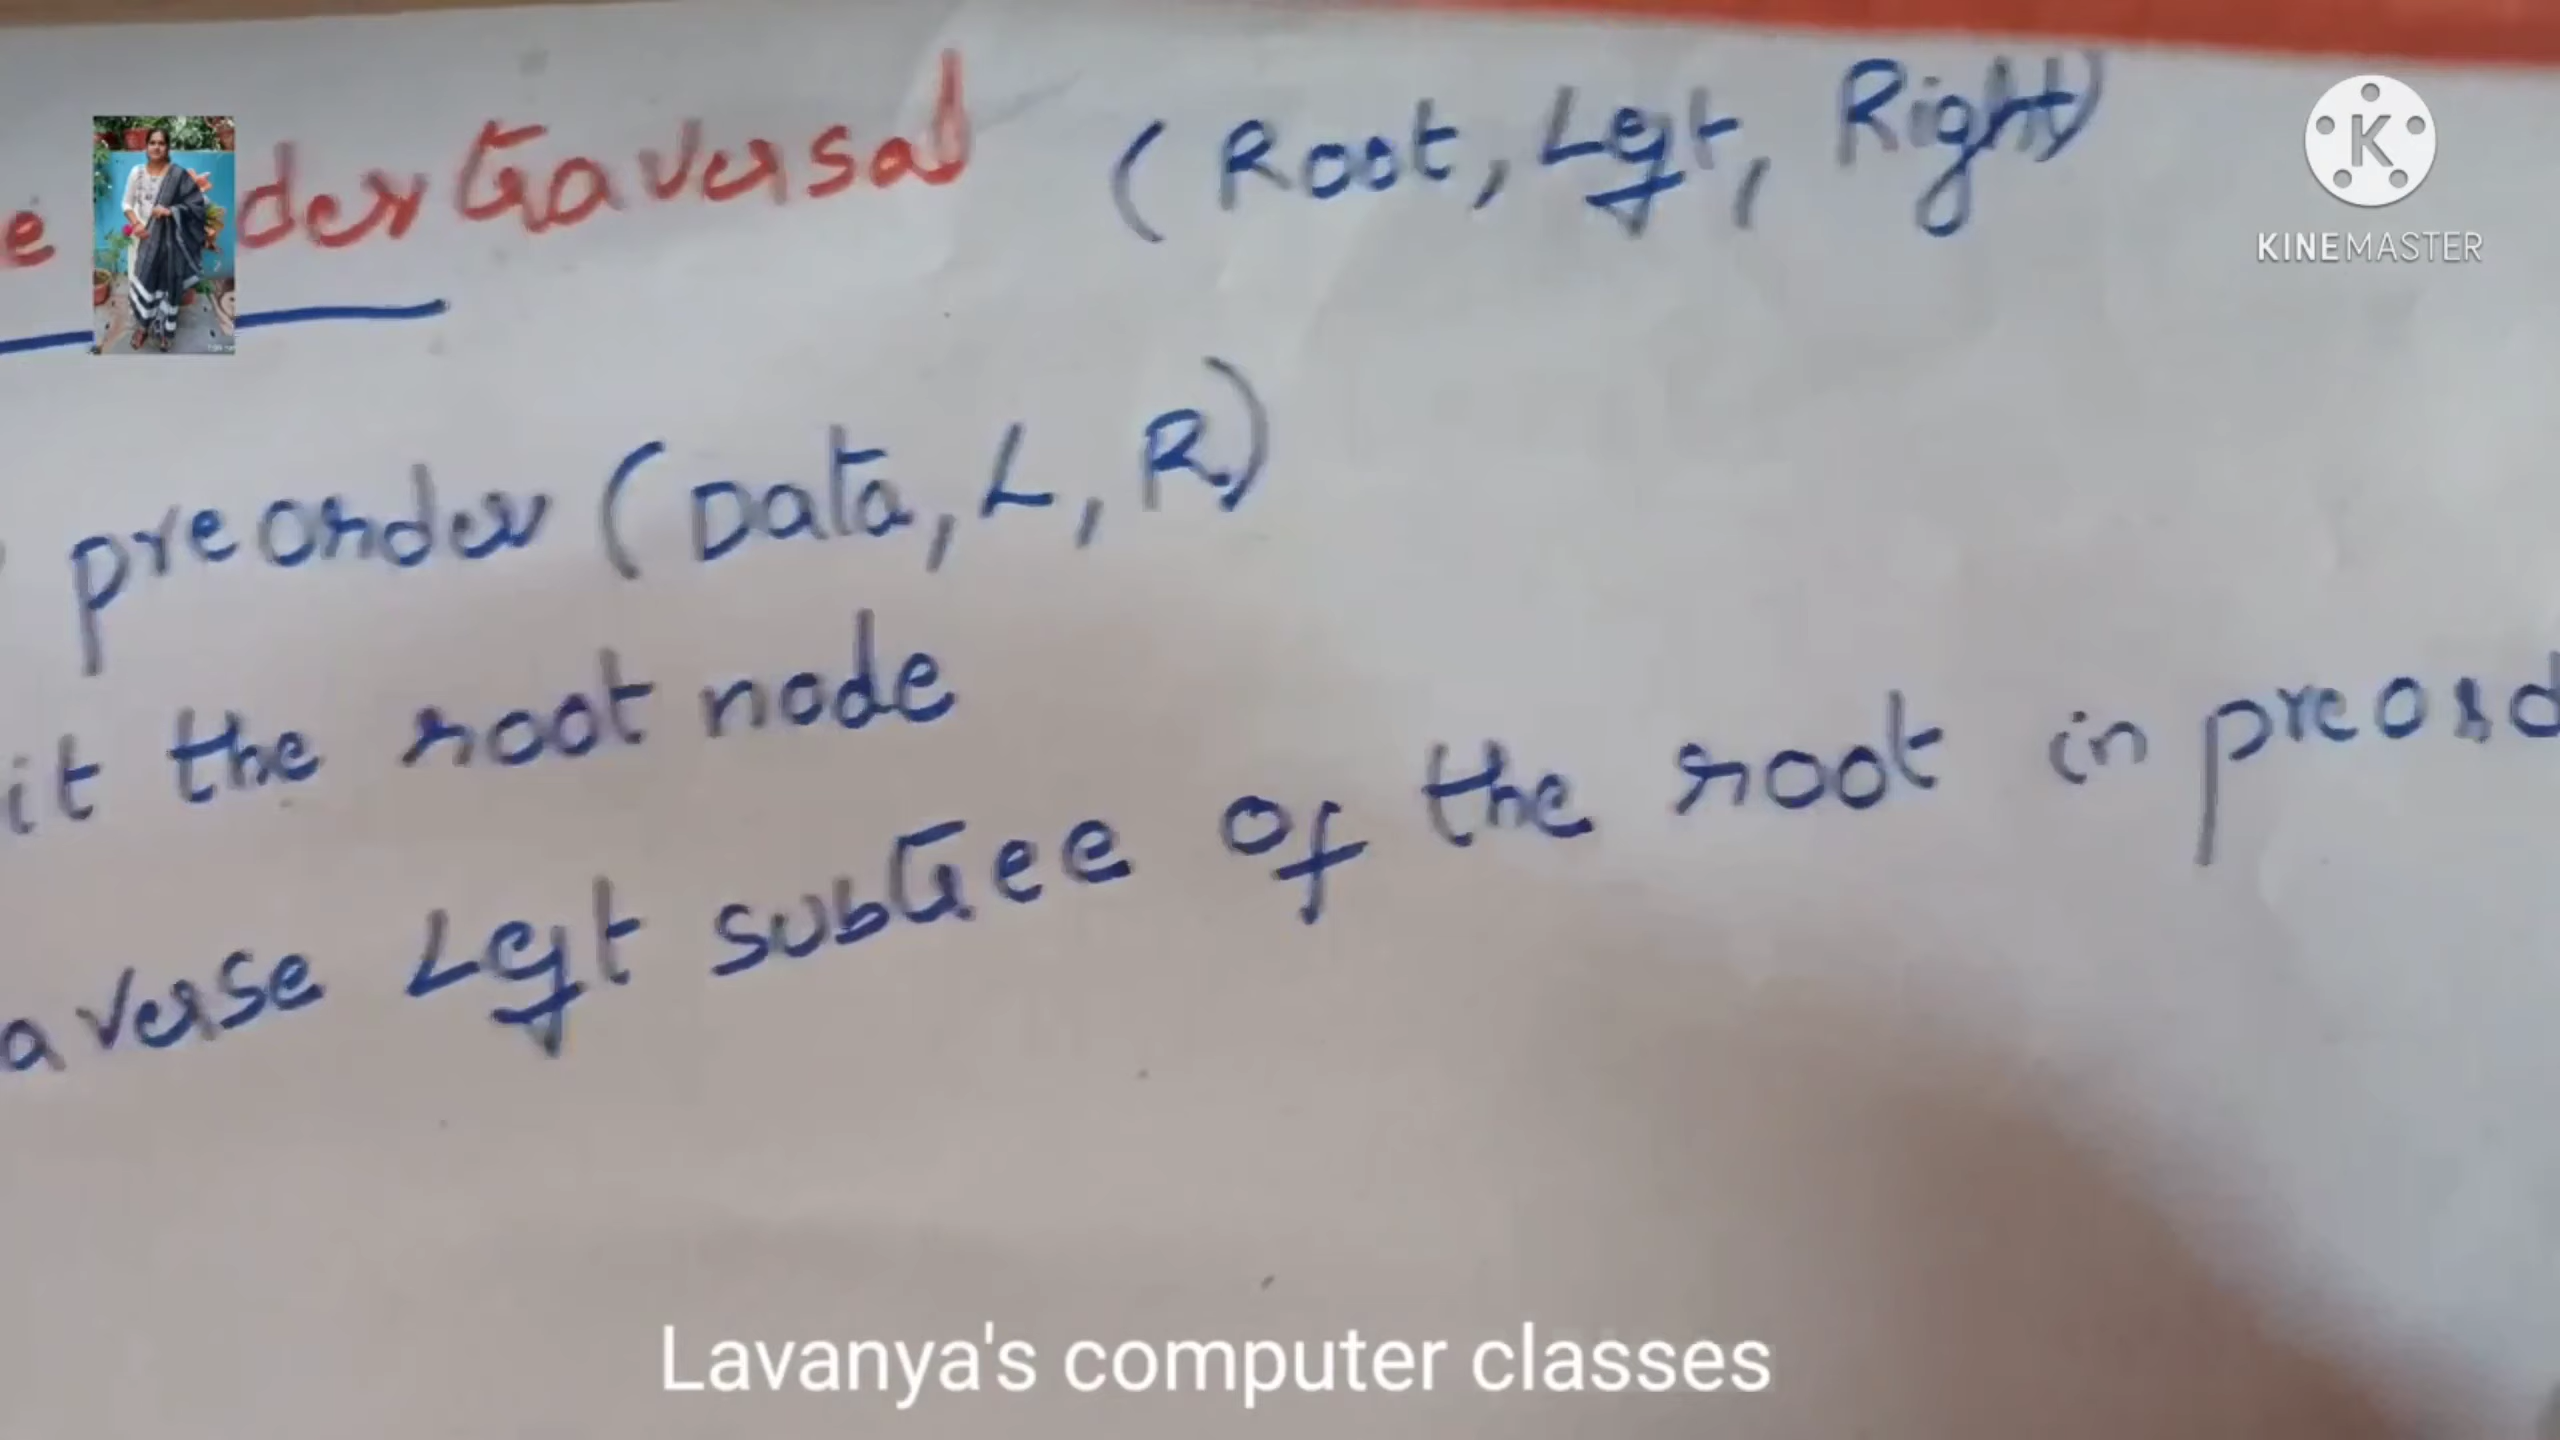 e der traversal (Root, Left, Right)
KINEMASTER
preorder (Data, L, R)
it the root node
averse Left subtree of the root in preord
Lavanya's computer classes